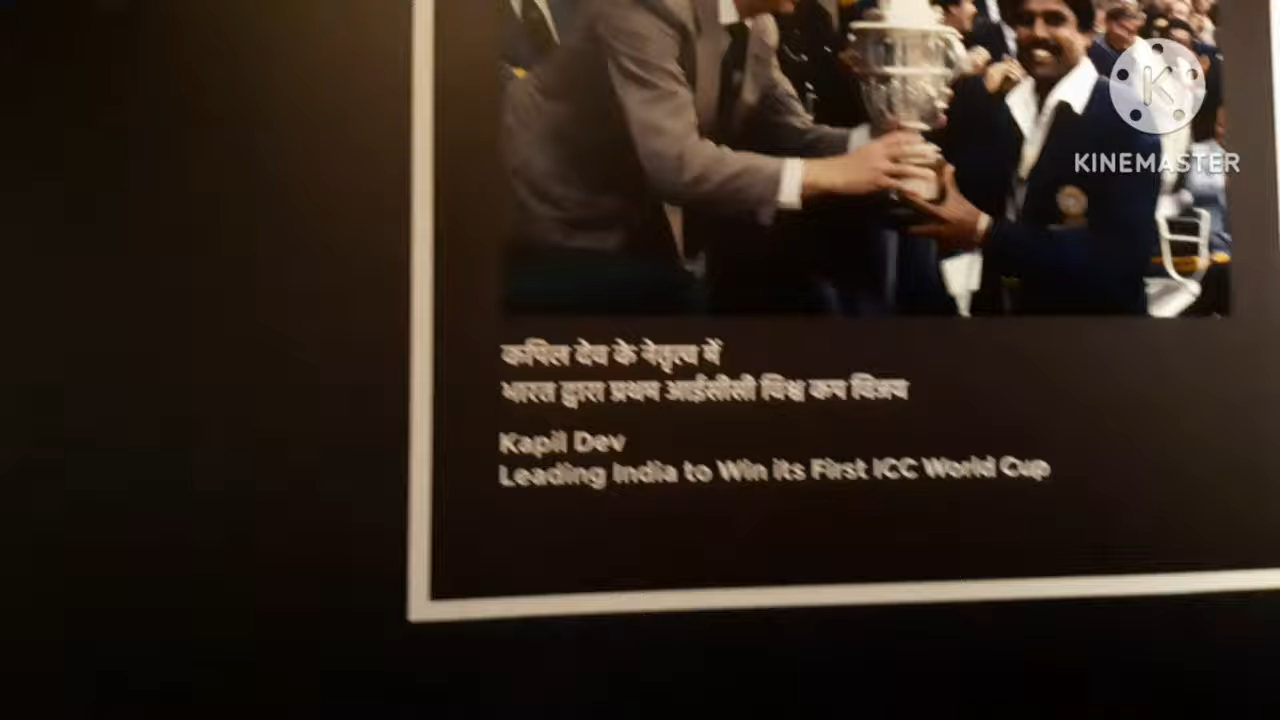 K
KINEMASTER
कपिल देव के नेतृत्व में
भारत द्वारा प्रथम आईसीसी विश्व कप विजय
Kapil Dev
Leading India to Win its First ICC World Cup